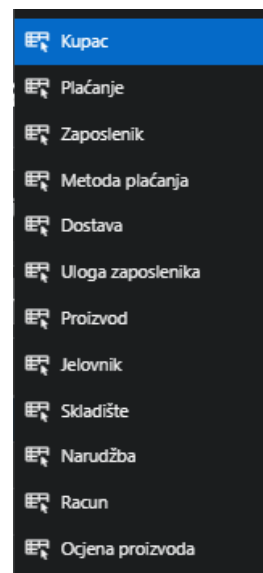 Kupac
Plaćanje
Zaposlenik
Metoda plaćanja
Dostava
Uloga zaposlenika
Proizvod
Jelovnik
Skladište
Narudžba
Racun
Ocjena proizvoda